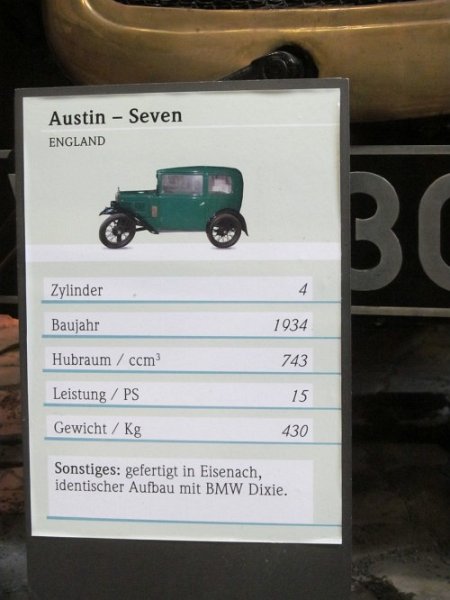 Austin – Seven
ENGLAND
Zylinder 4
Baujahr 1934
Hubraum / ccm³ 743
Leistung / PS 15
Gewicht / Kg 430
Sonstiges: gefertigt in Eisenach,
identischer Aufbau mit BMW Dixie.
30